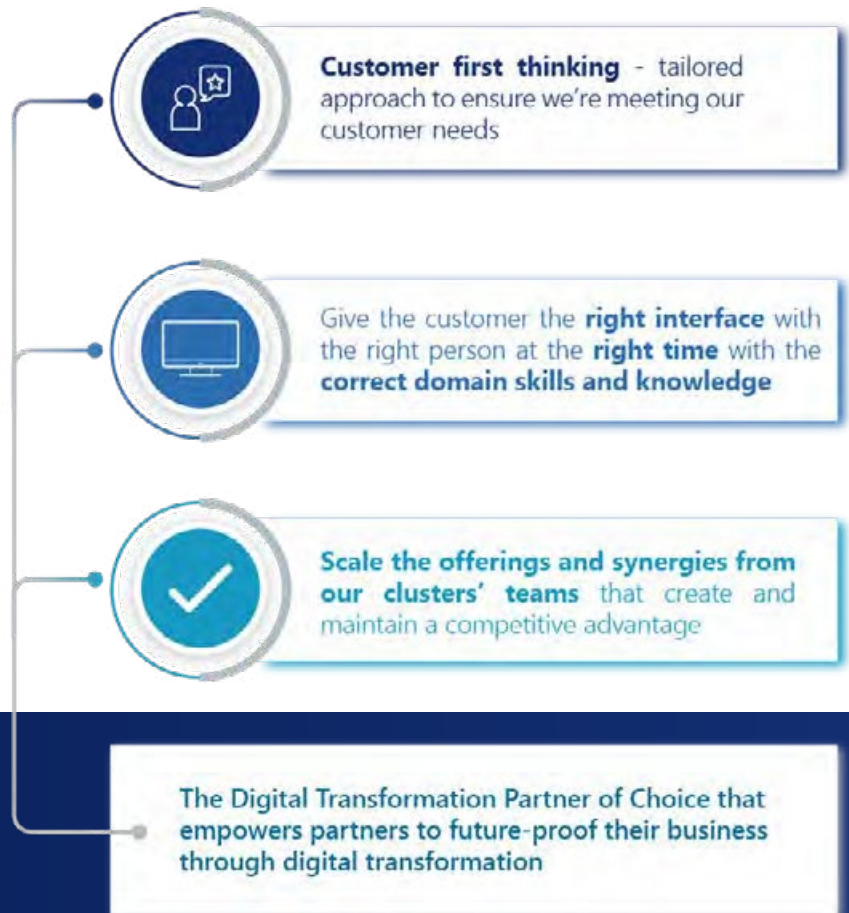 Customer first thinking - tailored
approach to ensure we're meeting our
customer needs
Give the customer the right interface with
the right person at the right time with the
correct domain skills and knowledge
Scale the offerings and synergies from
our clusters' teams that create and
maintain a competitive advantage
The Digital Transformation Partner of Choice that
empowers partners to future-proof their business
through digital transformation